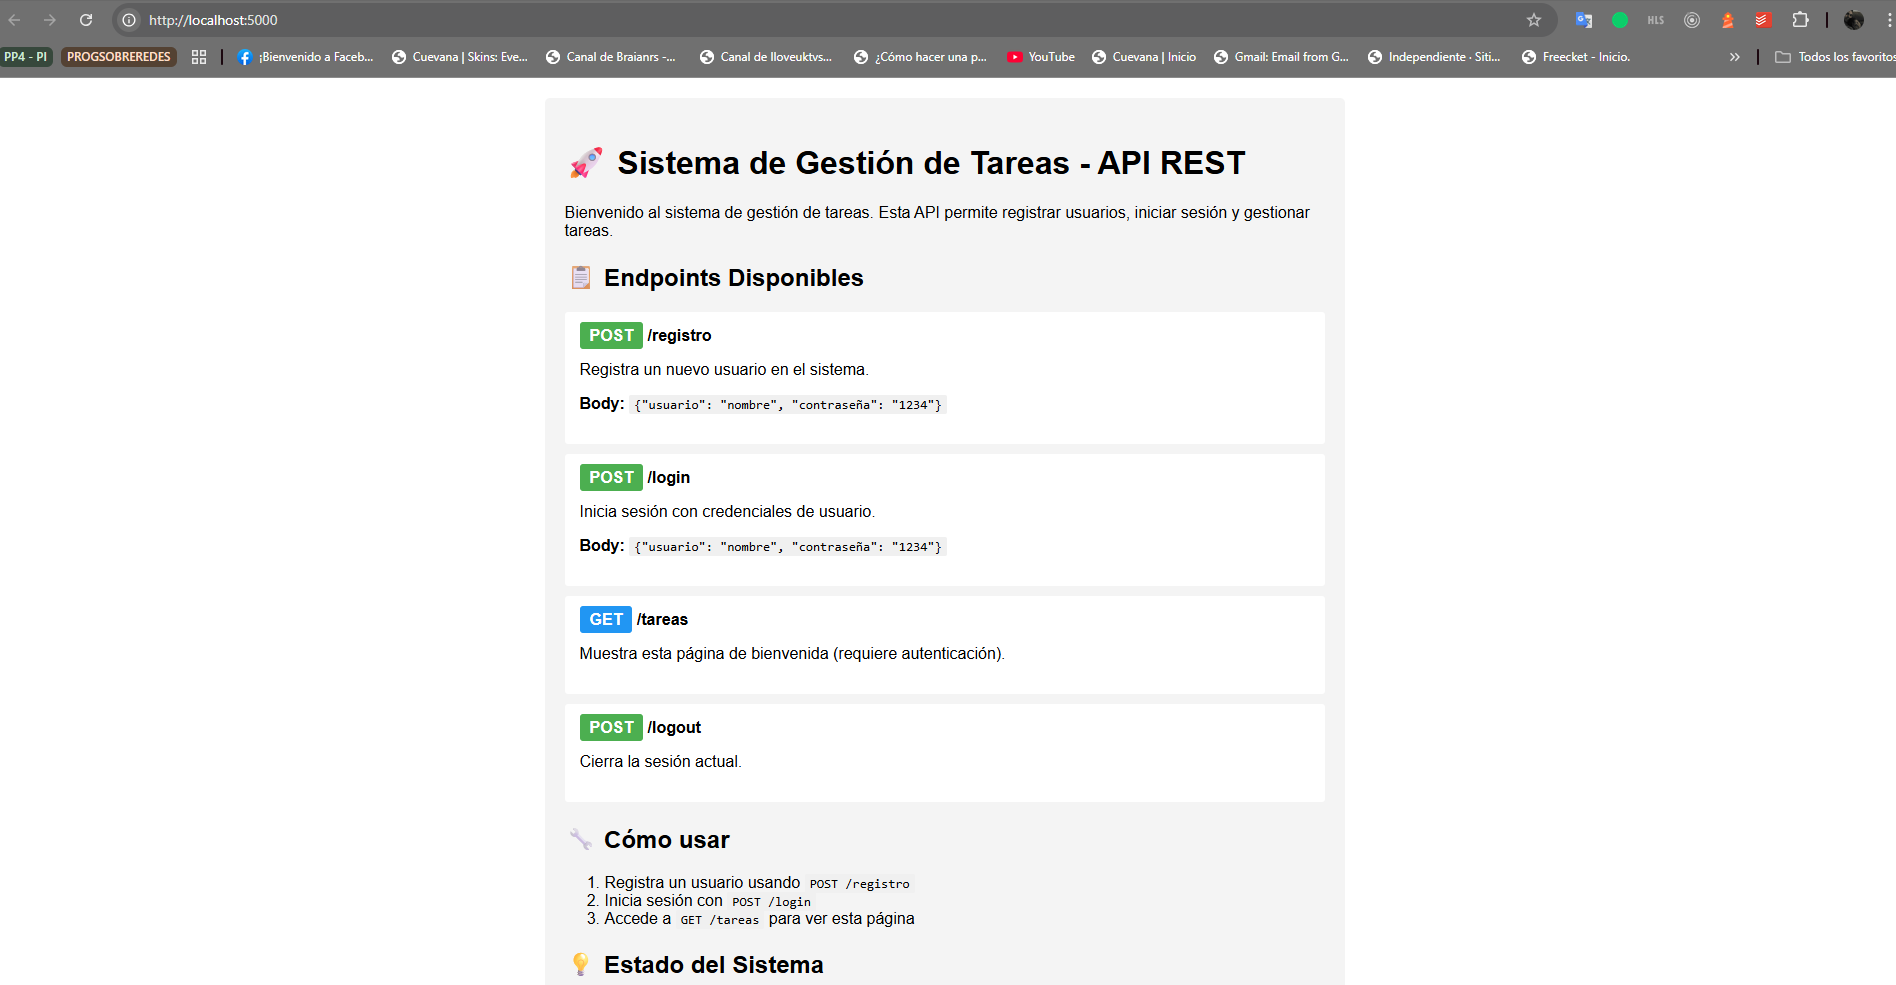 http://localhost:5000
HLS
PP4 - PI
PROGSOBREREDES
¡Bienvenido a Faceb...
Cuevana | Skins: Eve...
Canal de Braianrs -...
Canal de Iloveuktvs...
¿Cómo hacer una p...
YouTube
Cuevana | Inicio
Gmail: Email from G...
Independiente · Siti...
Freecket - Inicio.
»
Todos los favoritos
Sistema de Gestión de Tareas - API REST
Bienvenido al sistema de gestión de tareas. Esta API permite registrar usuarios, iniciar sesión y gestionar
tareas.
Endpoints Disponibles
POST /registro
Registra un nuevo usuario en el sistema.
Body: {"usuario": "nombre", "contraseña": "1234"}
POST /login
Inicia sesión con credenciales de usuario.
Body: {"usuario": "nombre", "contraseña": "1234"}
GET /tareas
Muestra esta página de bienvenida (requiere autenticación).
POST /logout
Cierra la sesión actual.
Cómo usar
1. Registra un usuario usando POST /registro
2. Inicia sesión con POST /login
3. Accede a GET /tareas para ver esta página
Estado del Sistema